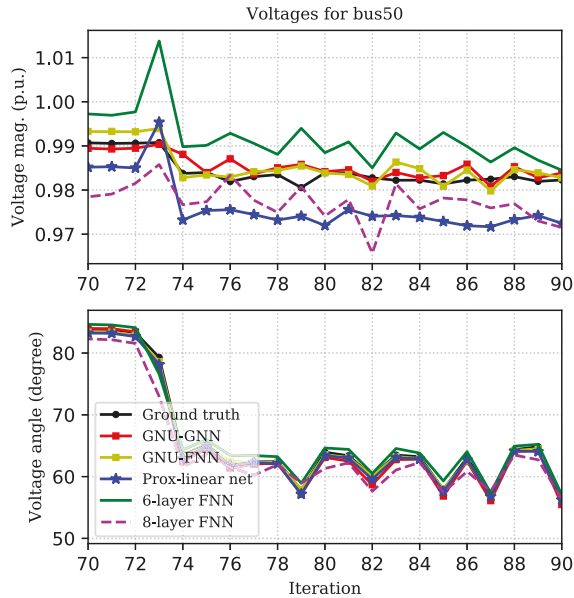 Voltages for bus50
Voltage mag. (p.u.)
1.01
1.00
0.99
0.98
0.97
70 72 74 76 78 80 82 84 86 88 90
Voltage angle (degree)
80
70
60
50
Ground truth
GNU-GNN
GNU-FNN
Prox-linear net
6-layer FNN
8-layer FNN
70 72 74 76 78 80 82 84 86 88 90
Iteration